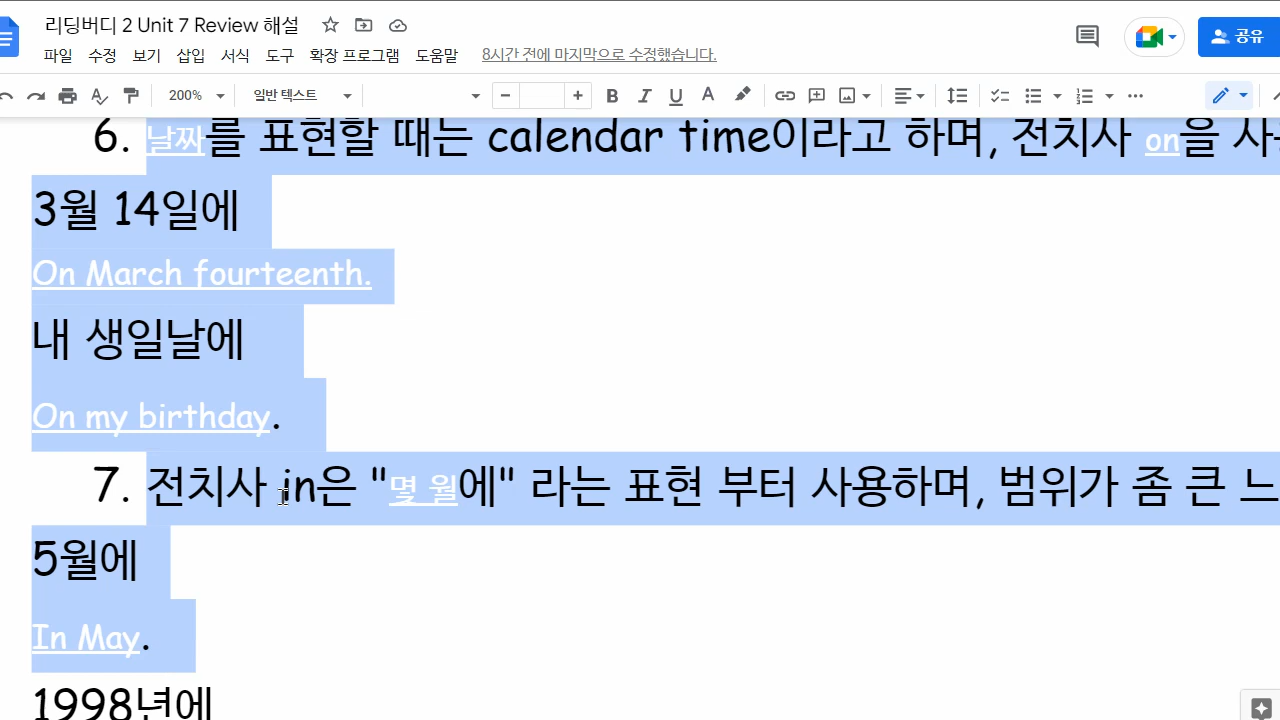 리딩버디 2 Unit 7 Review 해설
파일 수정 보기 삽입 서식 도구 확장 프로그램 도움말 8시간 전에 마지막으로 수정했습니다.
공유
200% 일반 텍스트
6. 날짜를 표현할 때는 calendar time이라고 하며, 전치사 on을 사
3월 14일에
On March fourteenth.
내 생일날에
On my birthday.
7. 전치사 in은 "몇 월에" 라는 표현 부터 사용하며, 범위가 좀 큰 느
5월에
In May.
1998년에